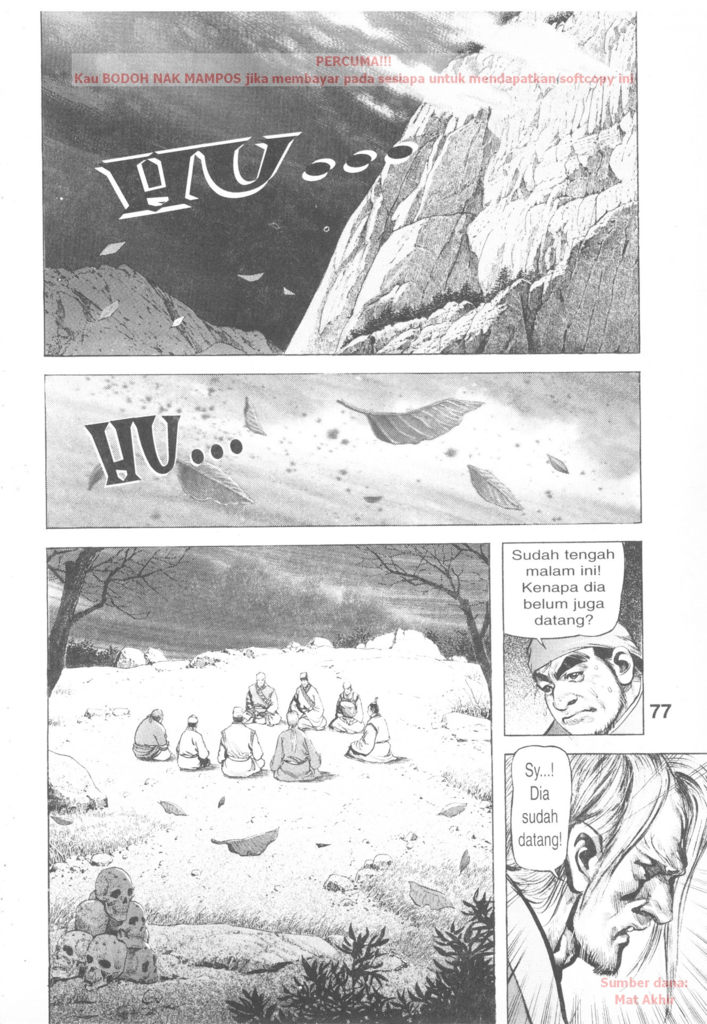 PERCUMA!!!
Kau BODOH NAK MAMPOS jika membayar pada sesiapa untuk mendapatkan softcopy ini
HU...
HU...
Sudah tengah
malam ini!
Kenapa dia
belum juga
datang?
77
Sy...!
Dia
sudah
datang!
Sumber dana:
Mat Akhir